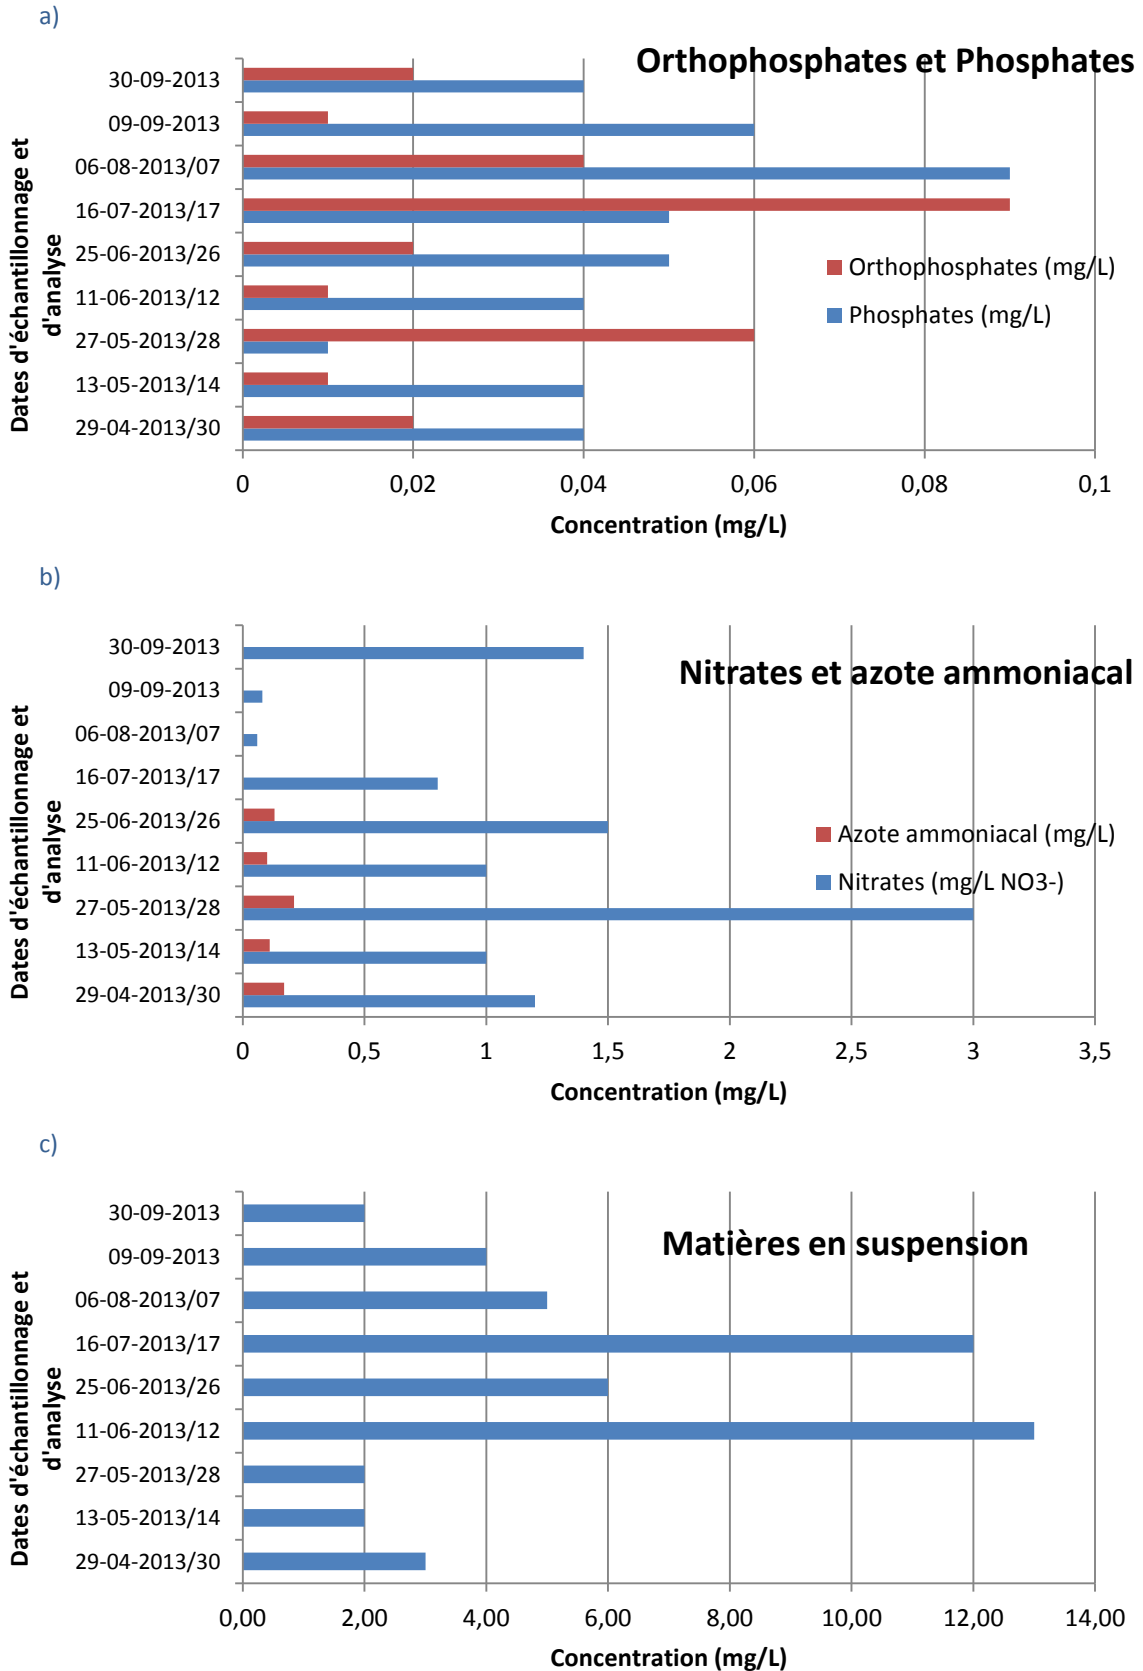 a)
Orthophosphates et Phosphates
Dates d'échantillonnage et
d'analyse
30-09-2013
09-09-2013
06-08-2013/07
16-07-2013/17
25-06-2013/26
11-06-2013/12
27-05-2013/28
13-05-2013/14
29-04-2013/30
Orthophosphates (mg/L)
Phosphates (mg/L)
0 0,02 0,04 0,06 0,08 0,1
Concentration (mg/L)
b)
Nitrates et azote ammoniacal
Dates d'échantillonnage et
d'analyse
30-09-2013
09-09-2013
06-08-2013/07
16-07-2013/17
25-06-2013/26
11-06-2013/12
27-05-2013/28
13-05-2013/14
29-04-2013/30
Azote ammoniacal (mg/L)
Nitrates (mg/L NO3-)
0 0,5 1 1,5 2 2,5 3 3,5
Concentration (mg/L)
c)
Matières en suspension
Dates d'échantillonnage et
d'analyse
30-09-2013
09-09-2013
06-08-2013/07
16-07-2013/17
25-06-2013/26
11-06-2013/12
27-05-2013/28
13-05-2013/14
29-04-2013/30
0,00 2,00 4,00 6,00 8,00 10,00 12,00 14,00
Concentration (mg/L)